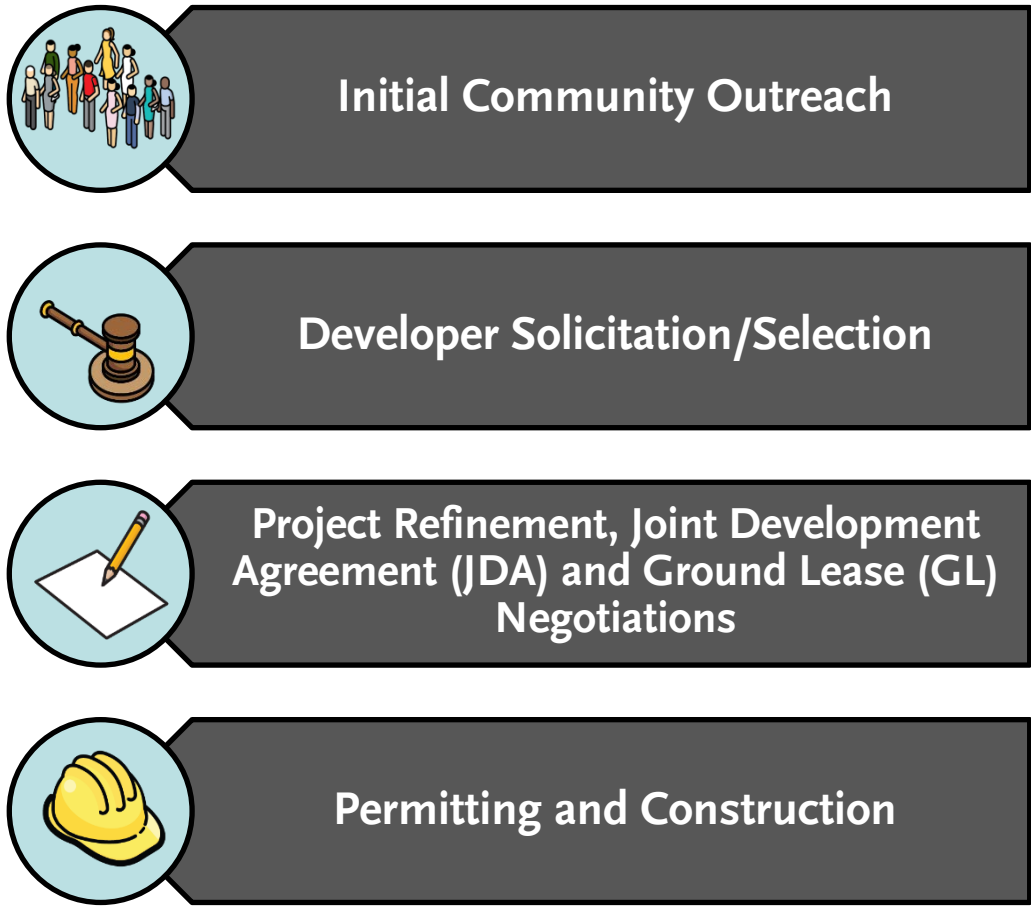 Initial Community Outreach
Developer Solicitation/Selection
Project Refinement, Joint Development
Agreement (JDA) and Ground Lease (GL)
Negotiations
Permitting and Construction